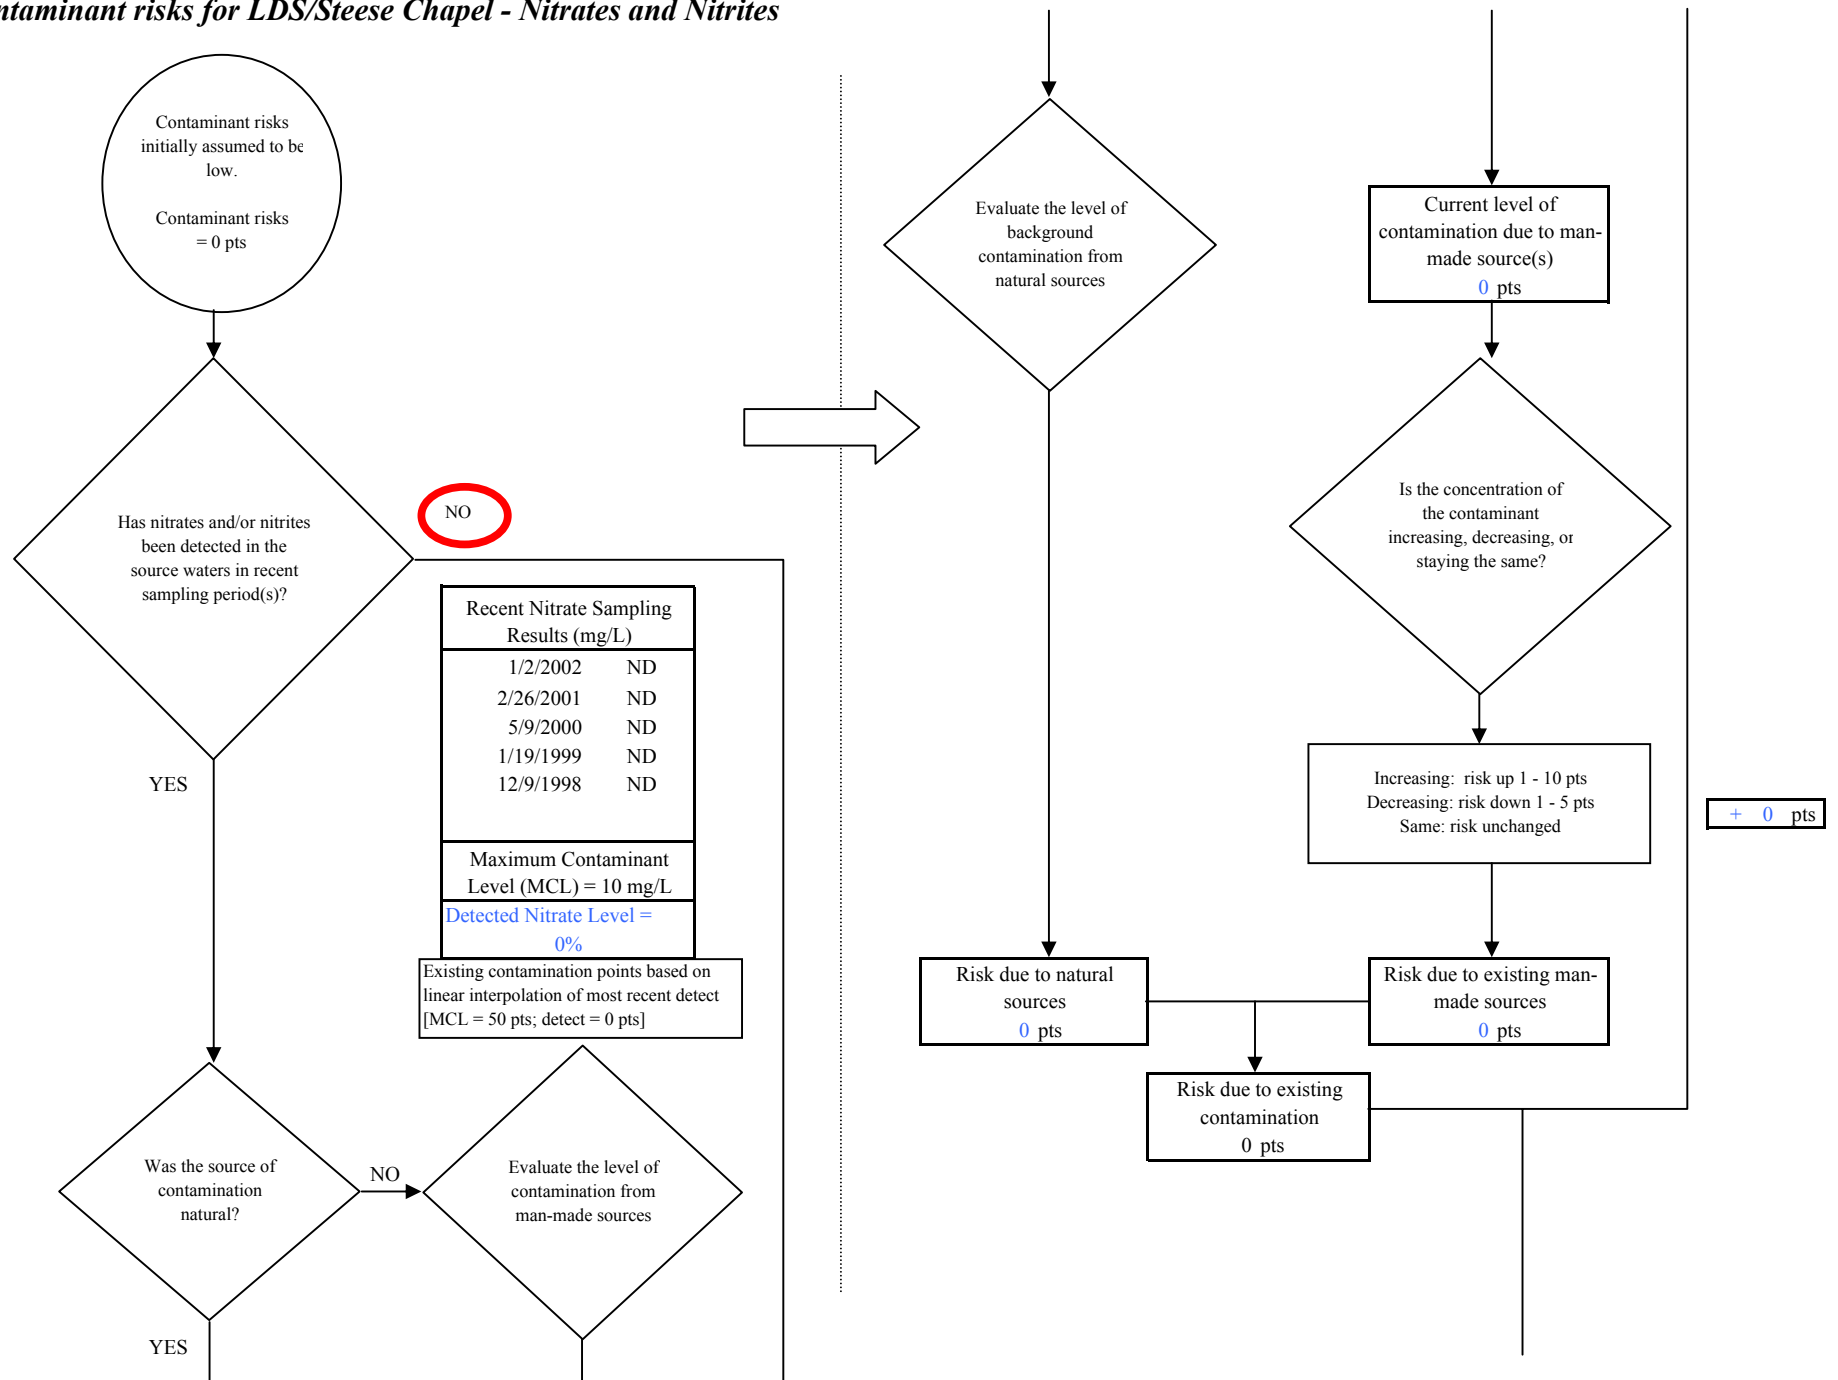 ntaminant risks for LDS/Steese Chapel - Nitrates and Nitrites
Contaminant risks
initially assumed to be
low.
Contaminant risks
= 0 pts
Has nitrates and/or nitrites
been detected in the
source waters in recent
sampling period(s)?
NO
YES
Recent Nitrate Sampling
Results (mg/L)
1/2/2002 ND
2/26/2001 ND
5/9/2000 ND
1/19/1999 ND
12/9/1998 ND
Maximum Contaminant
Level (MCL) = 10 mg/L
Detected Nitrate Level =
0%
Existing contamination points based on
linear interpolation of most recent detect
[MCL = 50 pts; detect = 0 pts]
Was the source of
contamination
natural?
NO
YES
Evaluate the level of
contamination from
man-made sources
Evaluate the level of
background
contamination from
natural sources
Current level of
contamination due to man-
made source(s)
0 pts
Is the concentration of
the contaminant
increasing, decreasing, or
staying the same?
Increasing: risk up 1 - 10 pts
Decreasing: risk down 1 - 5 pts
Same: risk unchanged
+ 0 pts
Risk due to natural
sources
0 pts
Risk due to existing man-
made sources
0 pts
Risk due to existing
contamination
0 pts